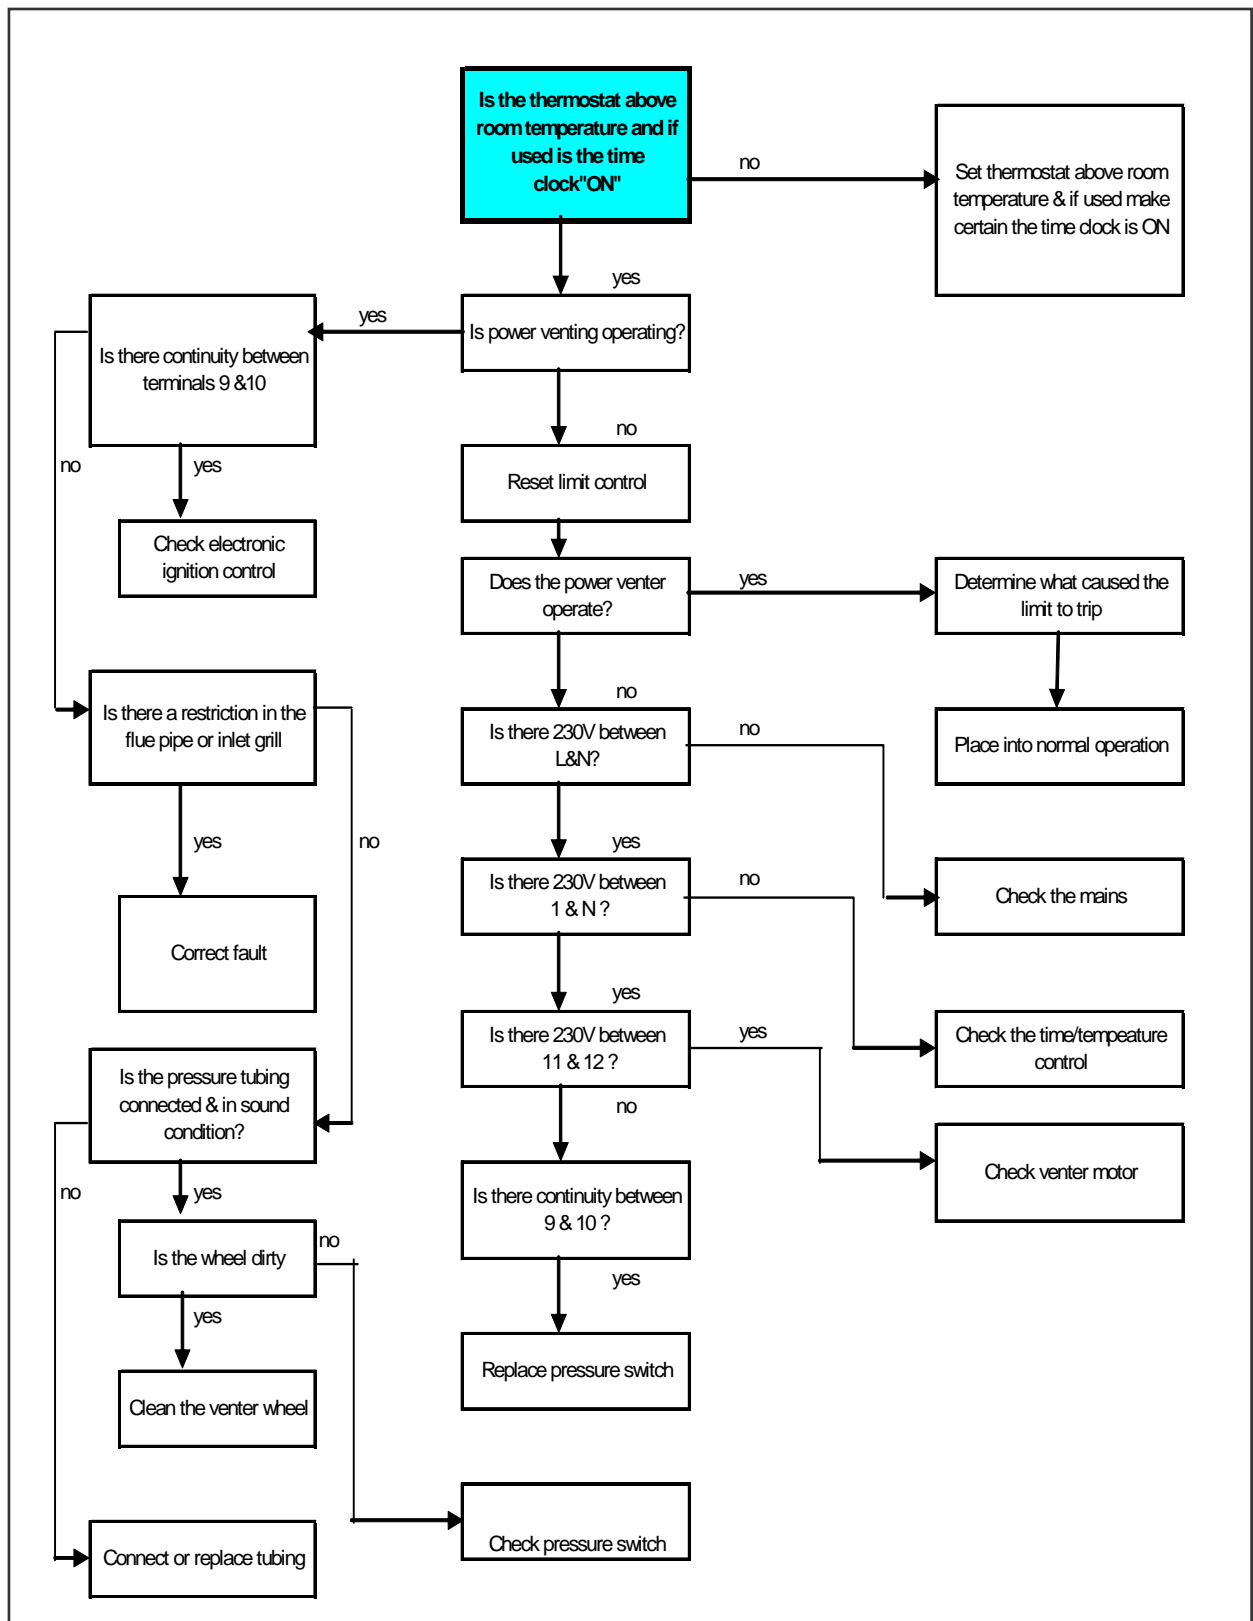 Is the thermostat above
room temperature and if
used is the time
clock"ON"
no
Set thermostat above room
temperature & if used make
certain the time clock is ON
yes
Is there continuity between
terminals 9 &10
yes
Is power venting operating?
no
no
yes
Reset limit control
Check electronic
ignition control
Does the power venter
operate?
yes
Determine what caused the
limit to trip
no
Is there a restriction in the
flue pipe or inlet grill
Is there 230V between
L&N?
no
Place into normal operation
yes
no
yes
Is there 230V between
1 & N ?
no
Check the mains
Correct fault
yes
Is there 230V between
11 & 12 ?
yes
Check the time/tempeature
control
Is the pressure tubing
connected & in sound
condition?
no
no
yes
Is there continuity between
9 & 10 ?
Check venter motor
Is the wheel dirty
no
yes
yes
Replace pressure switch
Clean the venter wheel
Check pressure switch
Connect or replace tubing